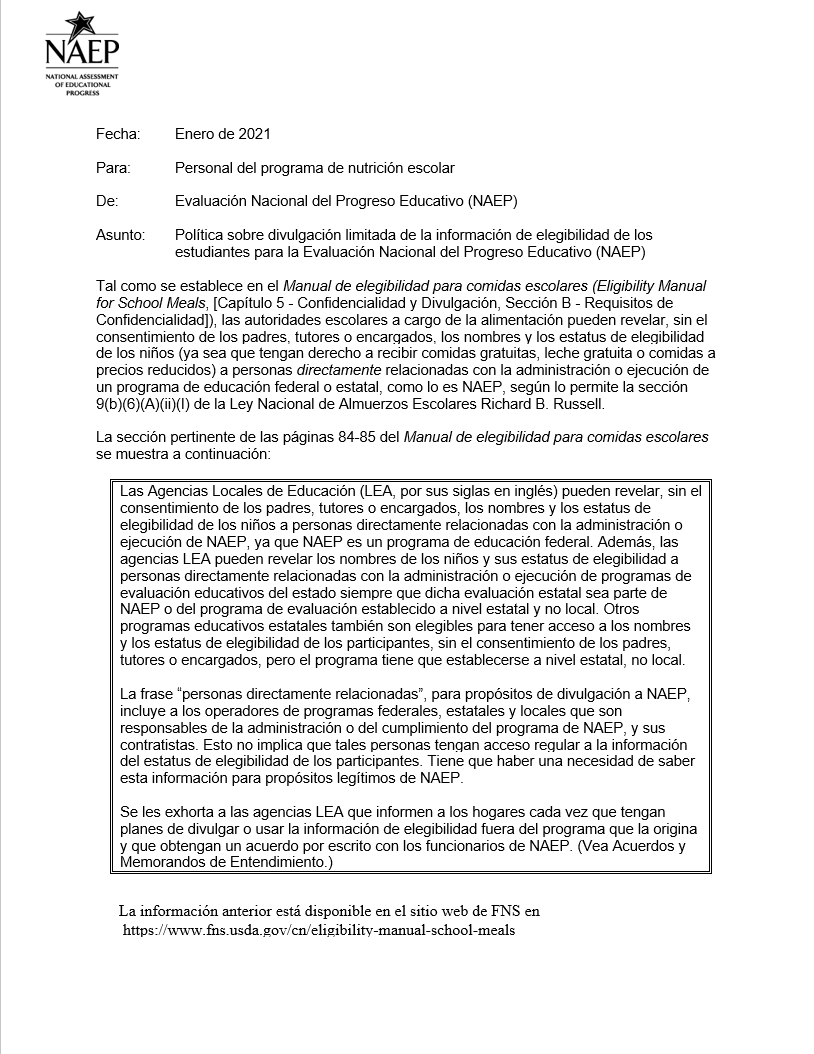 NAEP
NATIONAL ASSESSMENT
OF EDUCATIONAL
PROGRESS
Fecha: Enero de 2021
Para: Personal del programa de nutrición escolar
De: Evaluación Nacional del Progreso Educativo (NAEP)
Asunto: Política sobre divulgación limitada de la información de elegibilidad de los
estudiantes para la Evaluación Nacional del Progreso Educativo (NAEP)
Tal como se establece en el Manual de elegibilidad para comidas escolares (Eligibility Manual
for School Meals, [Capítulo 5 - Confidencialidad y Divulgación, Sección B - Requisitos de
Confidencialidad]), las autoridades escolares a cargo de la alimentación pueden revelar, sin el
consentimiento de los padres, tutores o encargados, los nombres y los estatus de elegibilidad
de los niños (ya sea que tengan derecho a recibir comidas gratuitas, leche gratuita o comidas a
precios reducidos) a personas directamente relacionadas con la administración o ejecución de
un programa de educación federal o estatal, como lo es NAEP, según lo permite la sección
9(b)(6)(A)(ii)(I) de la Ley Nacional de Almuerzos Escolares Richard B. Russell.
La sección pertinente de las páginas 84-85 del Manual de elegibilidad para comidas escolares
se muestra a continuación:
Las Agencias Locales de Educación (LEA, por sus siglas en inglés) pueden revelar, sin el
consentimiento de los padres, tutores o encargados, los nombres y los estatus de
elegibilidad de los niños a personas directamente relacionadas con la administración o
ejecución de NAEP, ya que NAEP es un programa de educación federal. Además, las
agencias LEA pueden revelar los nombres de los niños y sus estatus de elegibilidad a
personas directamente relacionadas con la administración o ejecución de programas de
evaluación educativos del estado siempre que dicha evaluación estatal sea parte de
NAEP o del programa de evaluación establecido a nivel estatal y no local. Otros
programas educativos estatales también son elegibles para tener acceso a los nombres
y los estatus de elegibilidad de los participantes, sin el consentimiento de los padres,
tutores o encargados, pero el programa tiene que establecerse a nivel estatal, no local.
La frase “personas directamente relacionadas”, para propósitos de divulgación a NAEP,
incluye a los operadores de programas federales, estatales y locales que son
responsables de la administración o del cumplimiento del programa de NAEP, y sus
contratistas. Esto no implica que tales personas tengan acceso regular a la información
del estatus de elegibilidad de los participantes. Tiene que haber una necesidad de saber
esta información para propósitos legítimos de NAEP.
Se les exhorta a las agencias LEA que informen a los hogares cada vez que tengan
planes de divulgar o usar la información de elegibilidad fuera del programa que la origina
y que obtengan un acuerdo por escrito con los funcionarios de NAEP. (Vea Acuerdos y
Memorandos de Entendimiento.)
La información anterior está disponible en el sitio web de FNS en
https://www.fns.usda.gov/cn/eligibility-manual-school-meals